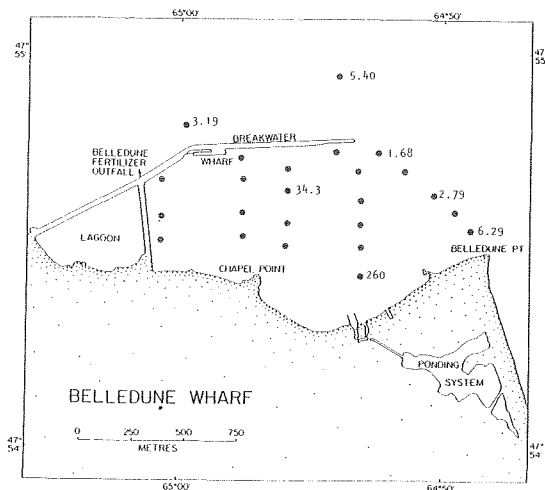 65°00'
64°50'
47°
55'
47°
55'
5.40
3.19
BREAKWATER
BELLEDUNE
FERTILIZER
OUTFALL
WHARF
1.68
34.3
2.79
6.29
LAGOON
BELLEDUNE PT
CHAPEL POINT
260
PONDING
SYSTEM
BELLEDUNE WHARF
0 250 500 750
METRES
47°
54'
47°
54'
65°00
64°50